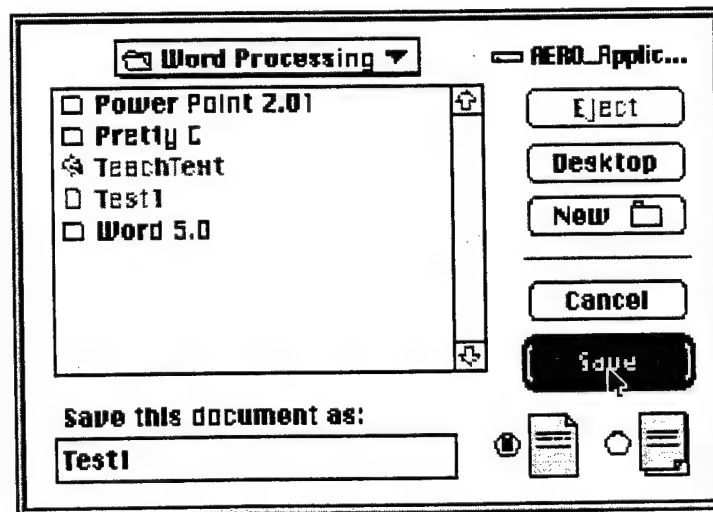 Word Processing
AERO_Applic...
Power Point 2.01
Pretty C
TeachText
Test1
Word 5.0
Eject
Desktop
New
Cancel
Save
Save this document as:
Test1